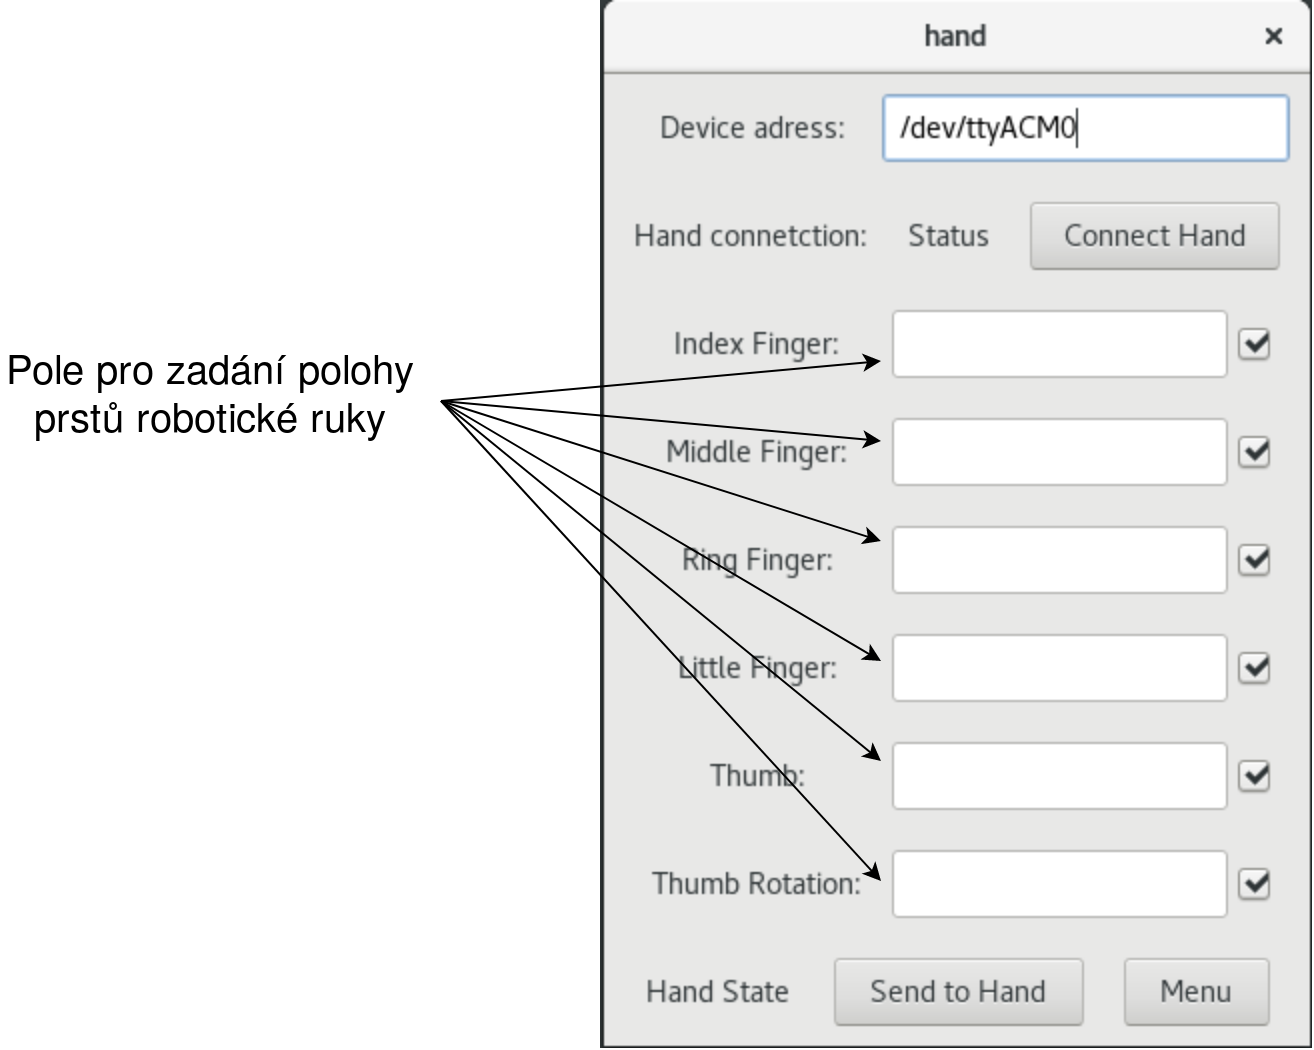 hand
Device adress: /dev/ttyACM0
Hand connetction: Status Connect Hand
Index Finger:
Pole pro zadání polohy
prstů robotické ruky
Middle Finger:
Ring Finger:
Little Finger:
Thumb:
Thumb Rotation:
Hand State Send to Hand Menu